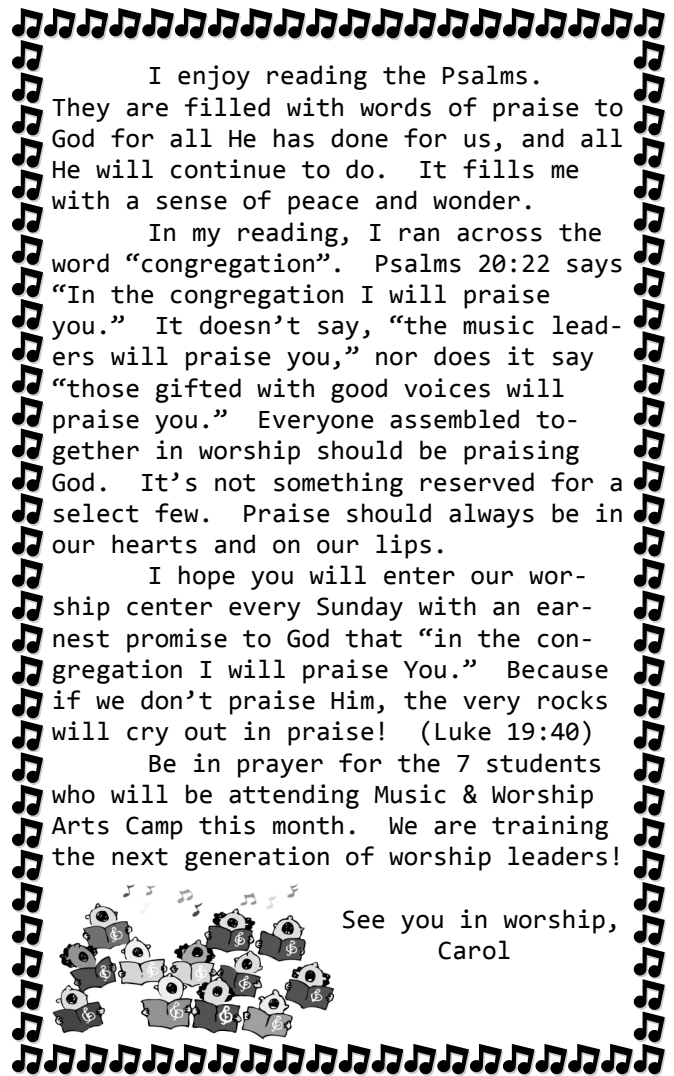 I enjoy reading the Psalms.
They are filled with words of praise to
God for all He has done for us, and all
He will continue to do.  It fills me
with a sense of peace and wonder.
In my reading, I ran across the
word “congregation”.  Psalms 20:22 says
“In the congregation I will praise
you.”  It doesn’t say, “the music lead-
ers will praise you,” nor does it say
“those gifted with good voices will
praise you.”  Everyone assembled to-
gether in worship should be praising
God.  It’s not something reserved for a
select few.  Praise should always be in
our hearts and on our lips.
I hope you will enter our wor-
ship center every Sunday with an ear-
nest promise to God that “in the con-
gregation I will praise You.”  Because
if we don’t praise Him, the very rocks
will cry out in praise!  (Luke 19:40)
Be in prayer for the 7 students
who will be attending Music & Worship
Arts Camp this month.  We are training
the next generation of worship leaders!
See you in worship,
Carol